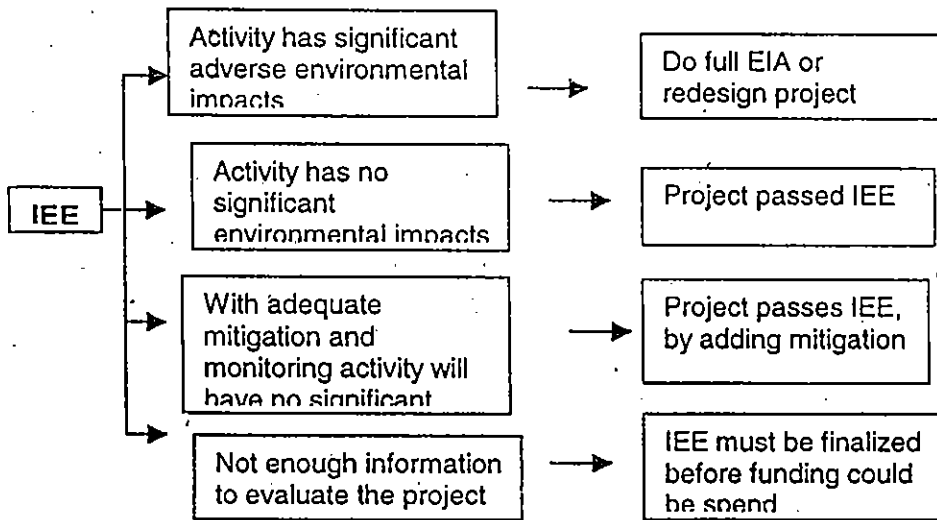 IEE
Activity has significant
adverse environmental
impacts
Do full EIA or
redesign project
Activity has no
significant
environmental impacts
Project passed IEE
With adequate
mitigation and
monitoring activity will
have no significant
Project passes IEE,
by adding mitigation
Not enough information
to evaluate the project
IEE must be finalized
before funding could
be spend